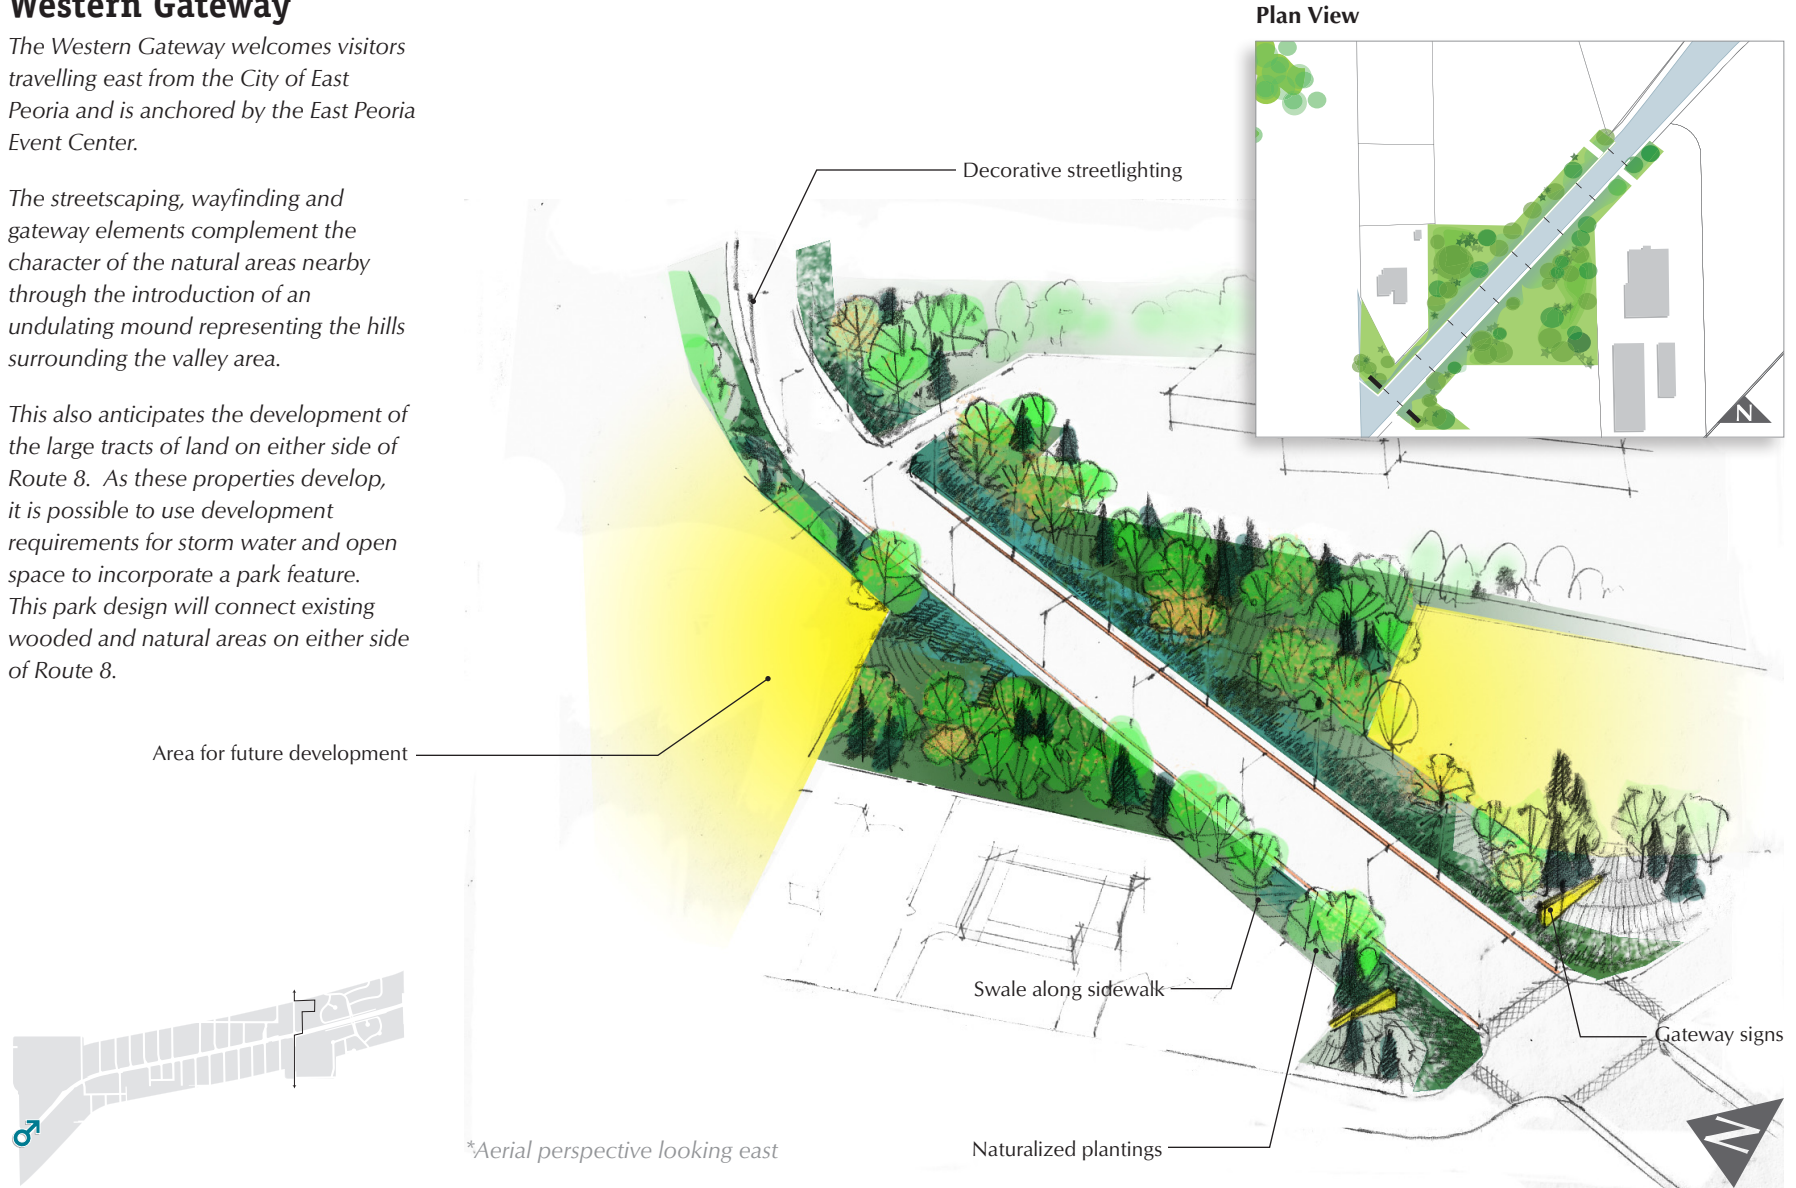 Western Gateway
The Western Gateway welcomes visitors
travelling east from the City of East
Peoria and is anchored by the East Peoria
Event Center.
The streetscaping, wayfinding and
gateway elements complement the
character of the natural areas nearby
through the introduction of an
undulating mound representing the hills
surrounding the valley area.
This also anticipates the development of
the large tracts of land on either side of
Route 8.  As these properties develop,
it is possible to use development
requirements for storm water and open
space to incorporate a park feature.
This park design will connect existing
wooded and natural areas on either side
of Route 8.
Plan View
N
Decorative streetlighting
Area for future development
Swale along sidewalk
Gateway signs
Naturalized plantings
*Aerial perspective looking east
N